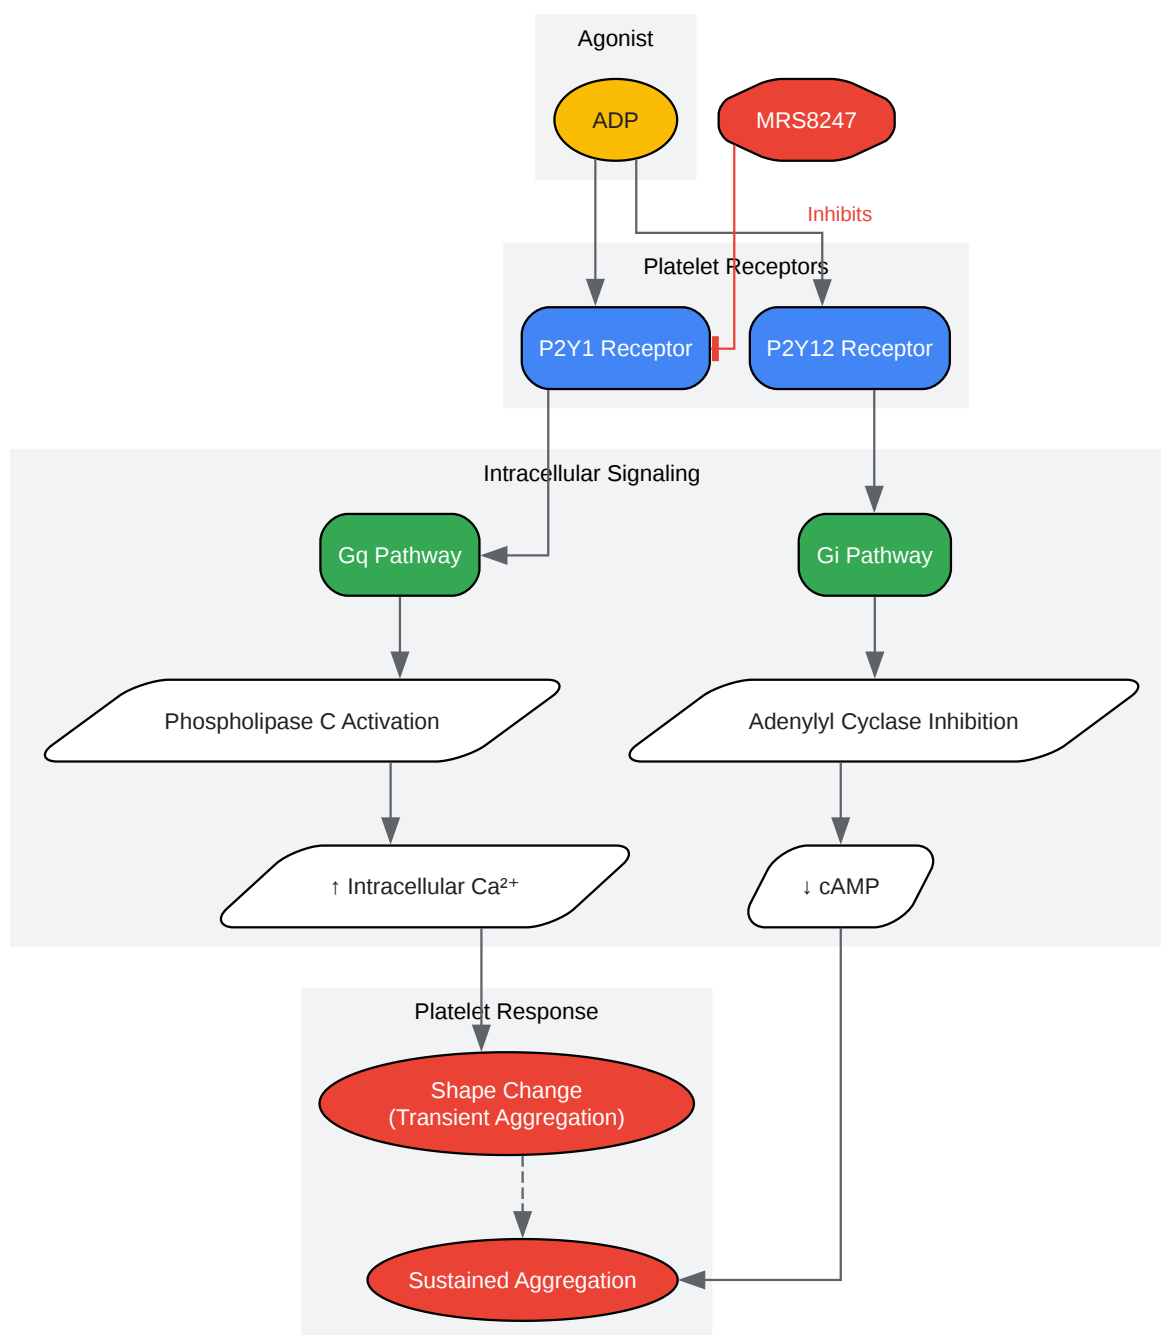 Agonist
ADP
MRS8247
Inhibits
Platelet Receptors
P2Y1 Receptor
P2Y12 Receptor
Intracellular Signaling
Gq Pathway
Gi Pathway
Phospholipase C Activation
Adenylyl Cyclase Inhibition
↑ Intracellular Ca²⁺
↓ cAMP
Platelet Response
Shape Change
(Transient Aggregation)
Sustained Aggregation